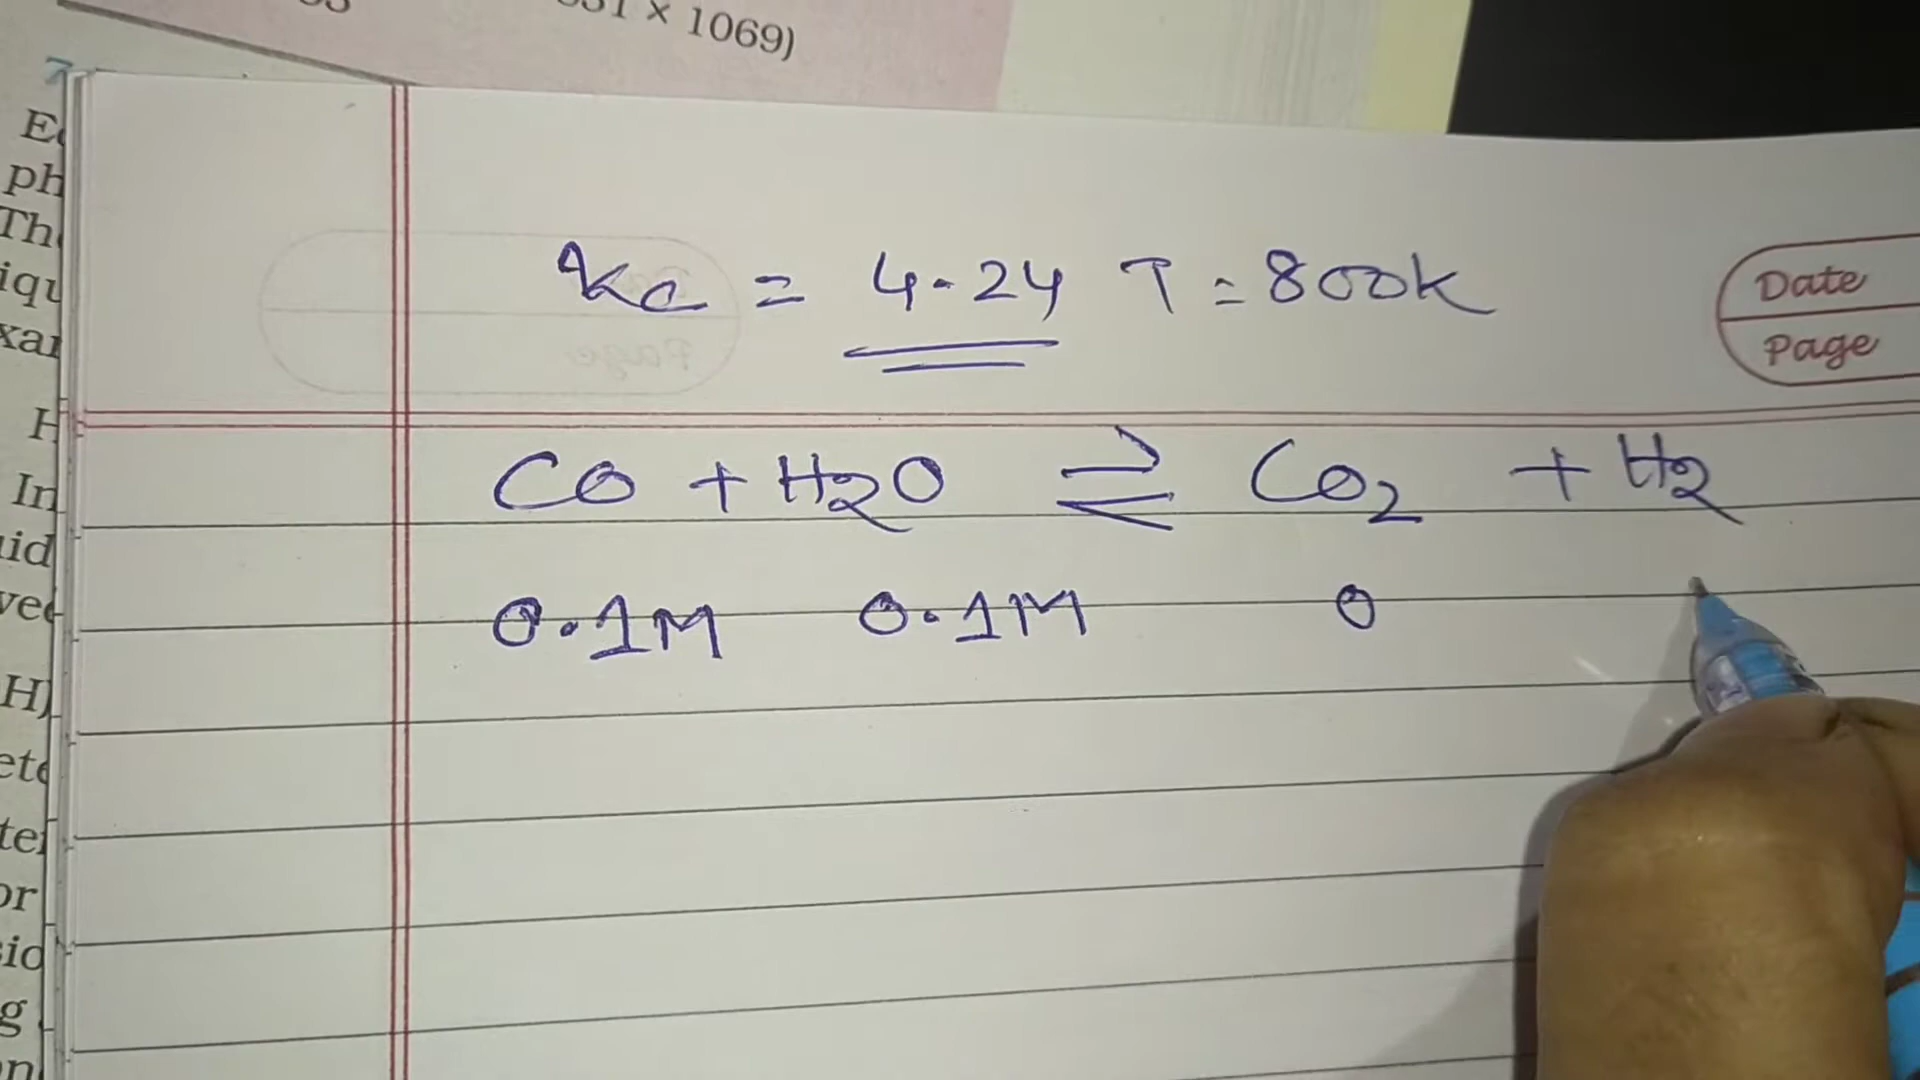 × 1069)
Kc = 4.24 T = 800K
Date
Page
CO + H2O ⇌ CO2 + H2
0.1M 0.1M 0